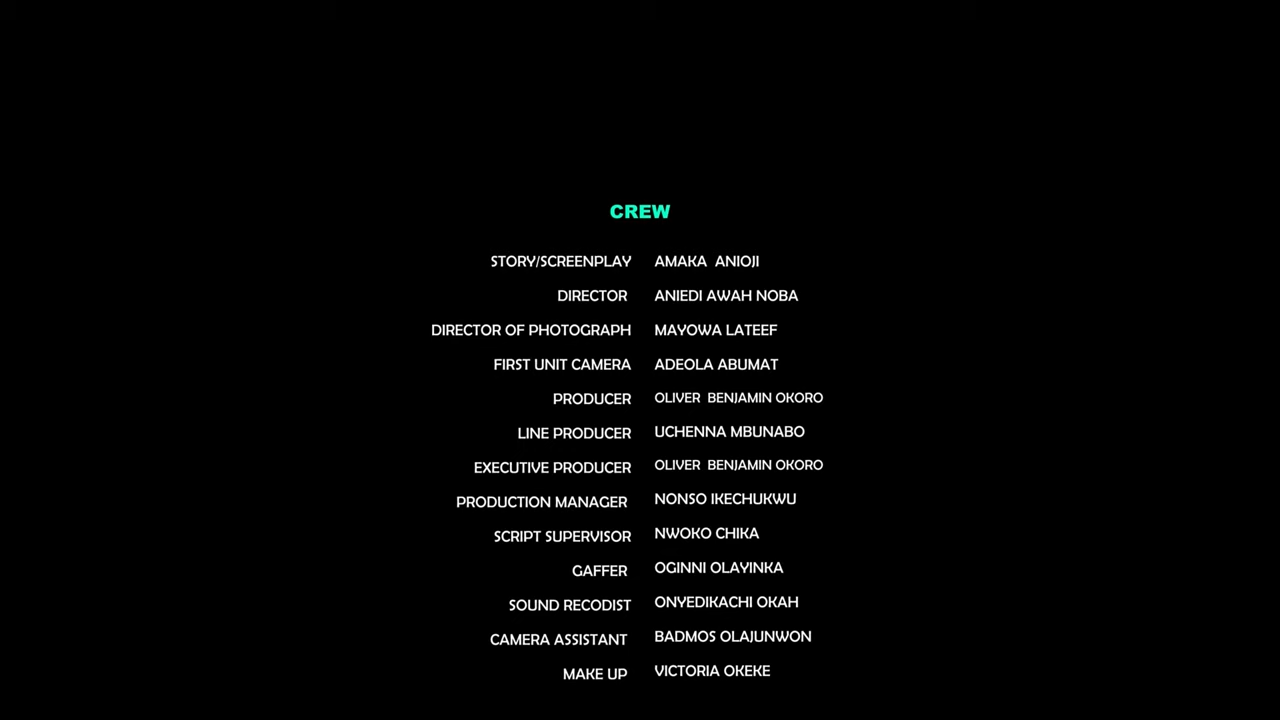 CREW
STORY/SCREENPLAY AMAKA ANIOJI
DIRECTOR ANIEDI AWAH NOBA
DIRECTOR OF PHOTOGRAPH MAYOWA LATEEF
FIRST UNIT CAMERA ADEOLA ABUMAT
PRODUCER OLIVER BENJAMIN OKORO
LINE PRODUCER UCHENNA MBUNABO
EXECUTIVE PRODUCER OLIVER BENJAMIN OKORO
PRODUCTION MANAGER NONSO IKECHUKWU
SCRIPT SUPERVISOR NWOKO CHIKA
GAFFER OGINNI OLAYINKA
SOUND RECODIST ONYEDIKACHI OKAH
CAMERA ASSISTANT BADMOS OLAJUNWON
MAKE UP VICTORIA OKEKE